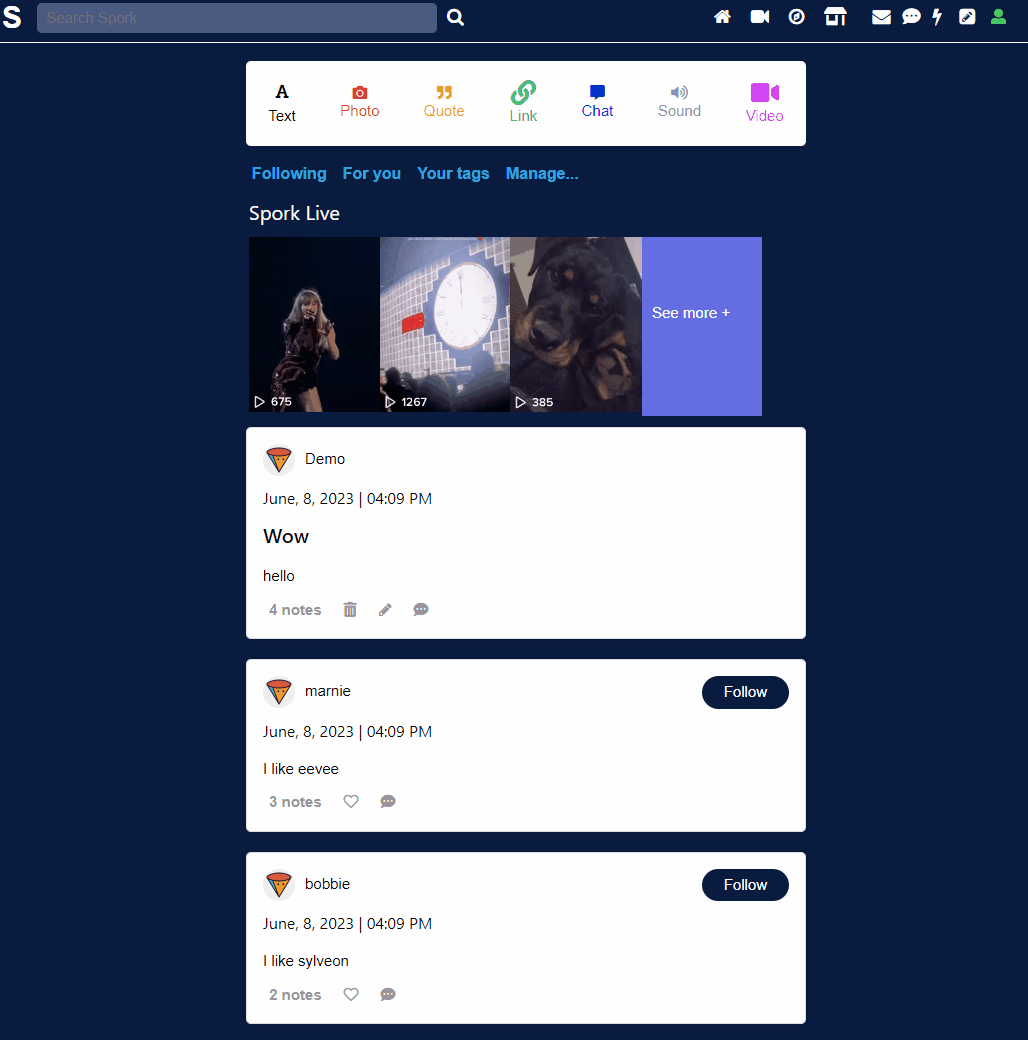 S Search Spork
Text Photo Quote Link Chat Sound Video
Following For you Your tags Manage...
Spork Live
See more +
675 1267 385
Demo
June, 8, 2023 | 04:09 PM
Wow
hello
4 notes
marnie Follow
June, 8, 2023 | 04:09 PM
I like eevee
3 notes
bobbie Follow
June, 8, 2023 | 04:09 PM
I like sylveon
2 notes